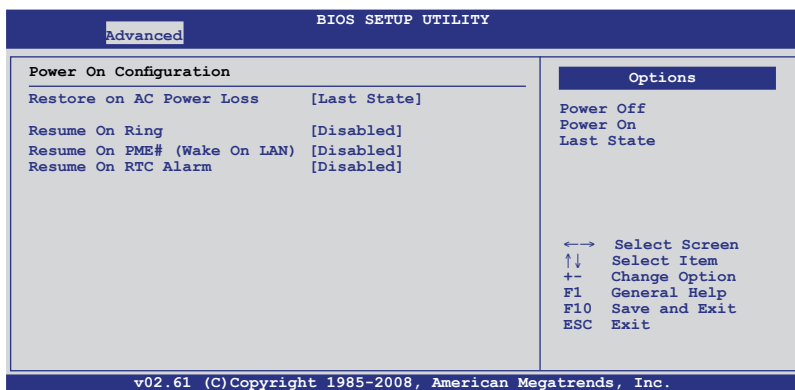 BIOS SETUP UTILITY
Advanced
Power On Configuration
Restore on AC Power Loss [Last State]
Resume On Ring [Disabled]
Resume On PME# (Wake On LAN) [Disabled]
Resume On RTC Alarm [Disabled]
Options
Power Off
Power On
Last State
←→ Select Screen
↑↓ Select Item
+- Change Option
F1 General Help
F10 Save and Exit
ESC Exit
v02.61 (C)Copyright 1985-2008, American Megatrends, Inc.